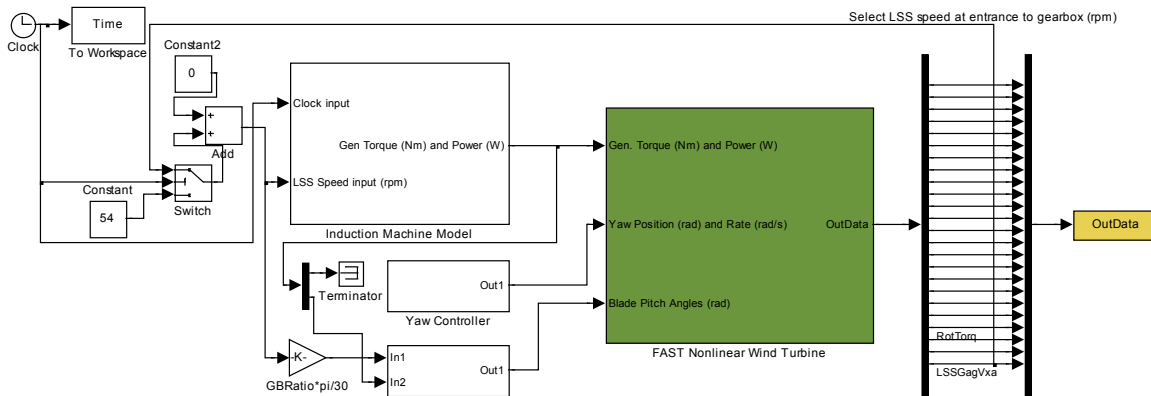 Select LSS speed at entrance to gearbox (rpm)
Time
Clock
To Workspace
Constant2
0
Clock input
+
+
Add
Gen Torque (Nm) and Power (W)
Gen. Torque (Nm) and Power (W)
LSS Speed input (rpm)
Constant
54
Switch
Induction Machine Model
Yaw Position (rad) and Rate (rad/s)
OutData
OutData
Terminator
Out1
Yaw Controller
Blade Pitch Angles (rad)
RotTorq
FAST Nonlinear Wind Turbine
-K-
In1
Out1
LSSGagVxa
In2
GBRatio*pi/30